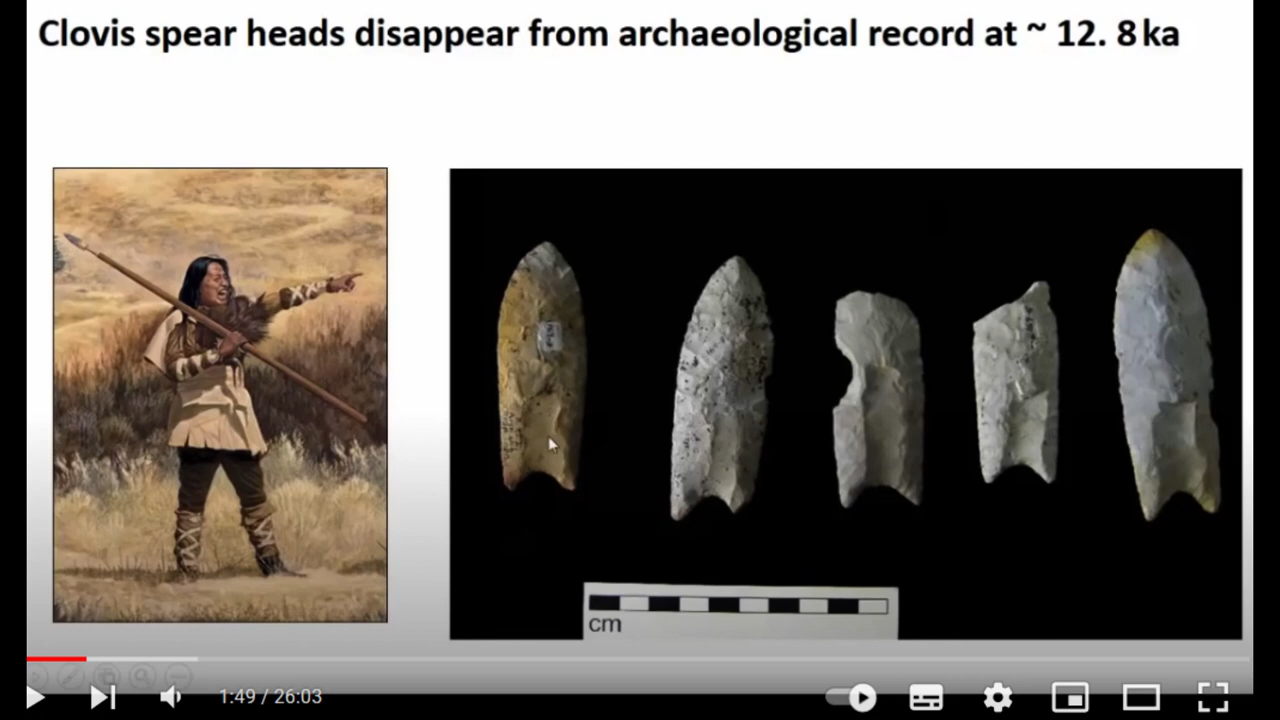 Clovis spear heads disappear from archaeological record at ~ 12. 8 ka
cm
1:49 / 26:03